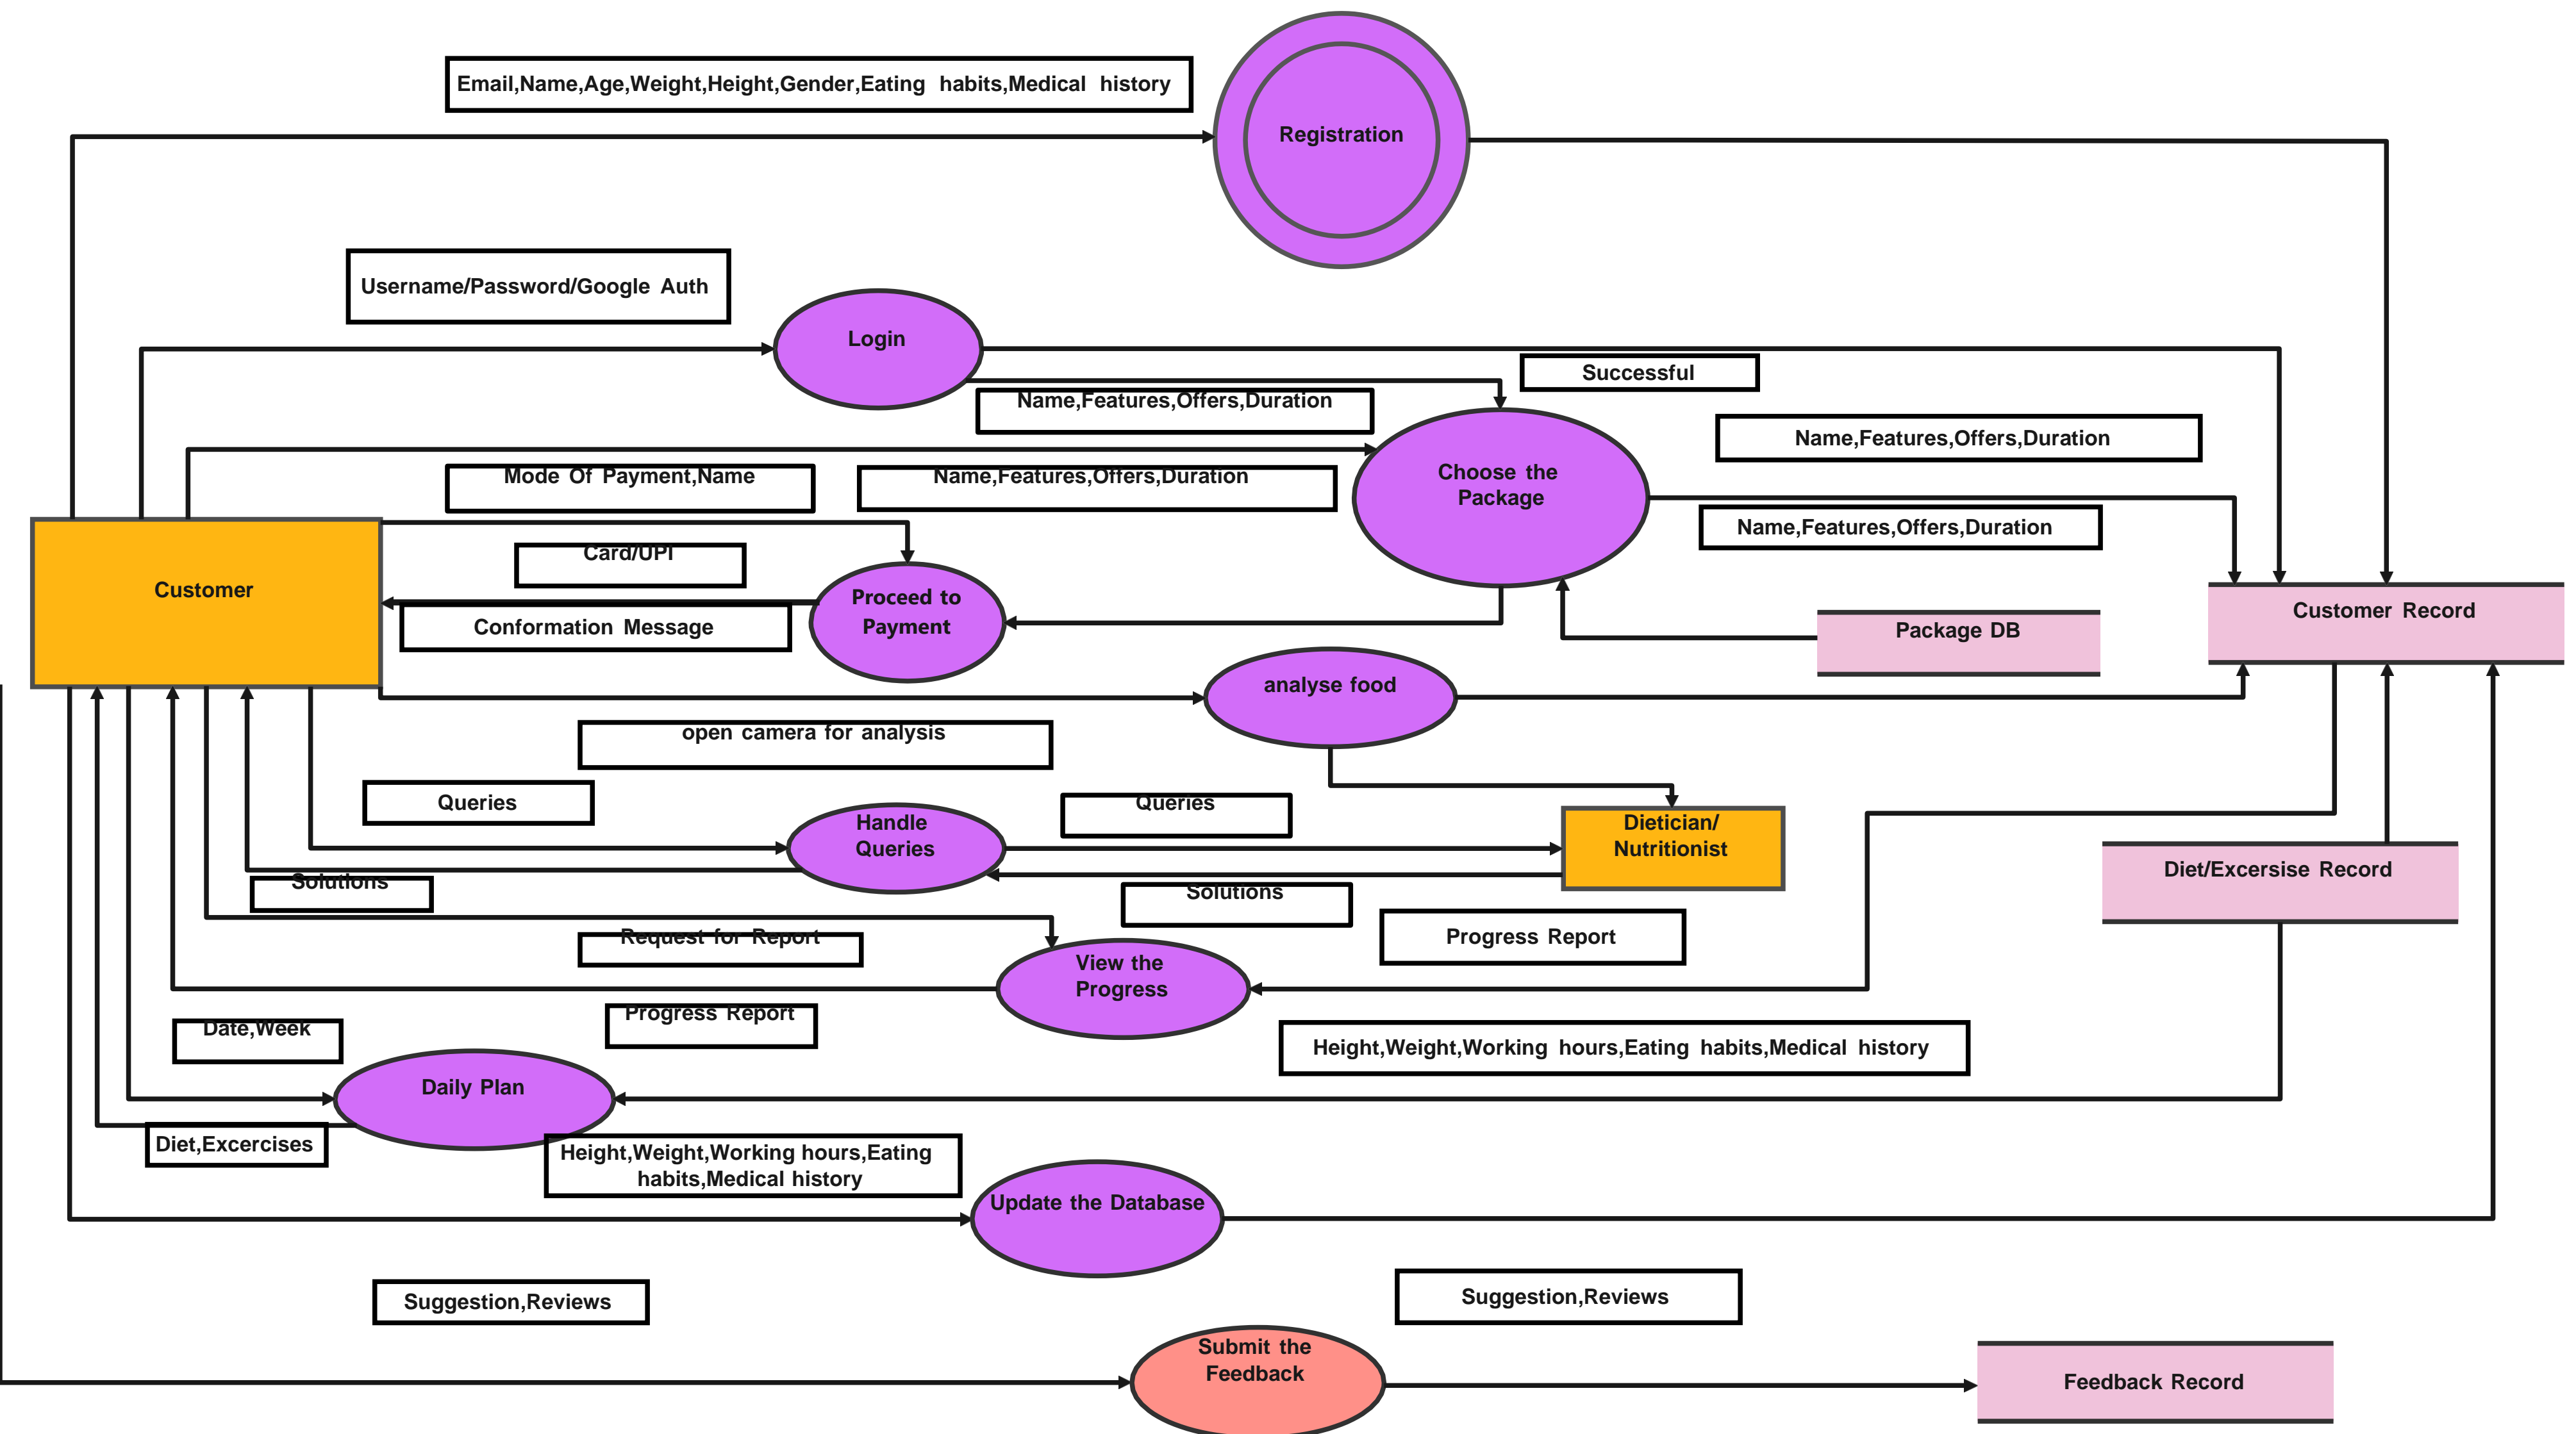 Email,Name,Age,Weight,Height,Gender,Eating habits,Medical history
Registration
Username/Password/Google Auth
Login
Successful
Name,Features,Offers,Duration
Name,Features,Offers,Duration
Mode Of Payment,Name
Name,Features,Offers,Duration
Choose the
Package
Name,Features,Offers,Duration
Card/UPI
Customer
Proceed to
Payment
Conformation Message
Package DB
Customer Record
analyse food
open camera for analysis
Queries
Queries
Handle
Queries
Dietician/
Nutritionist
Solutions
Solutions
Diet/Excersise Record
Request for Report
Progress Report
View the
Progress
Progress Report
Date,Week
Height,Weight,Working hours,Eating habits,Medical history
Daily Plan
Diet,Excercises
Height,Weight,Working hours,Eating
habits,Medical history
Update the Database
Suggestion,Reviews
Suggestion,Reviews
Submit the
Feedback
Feedback Record